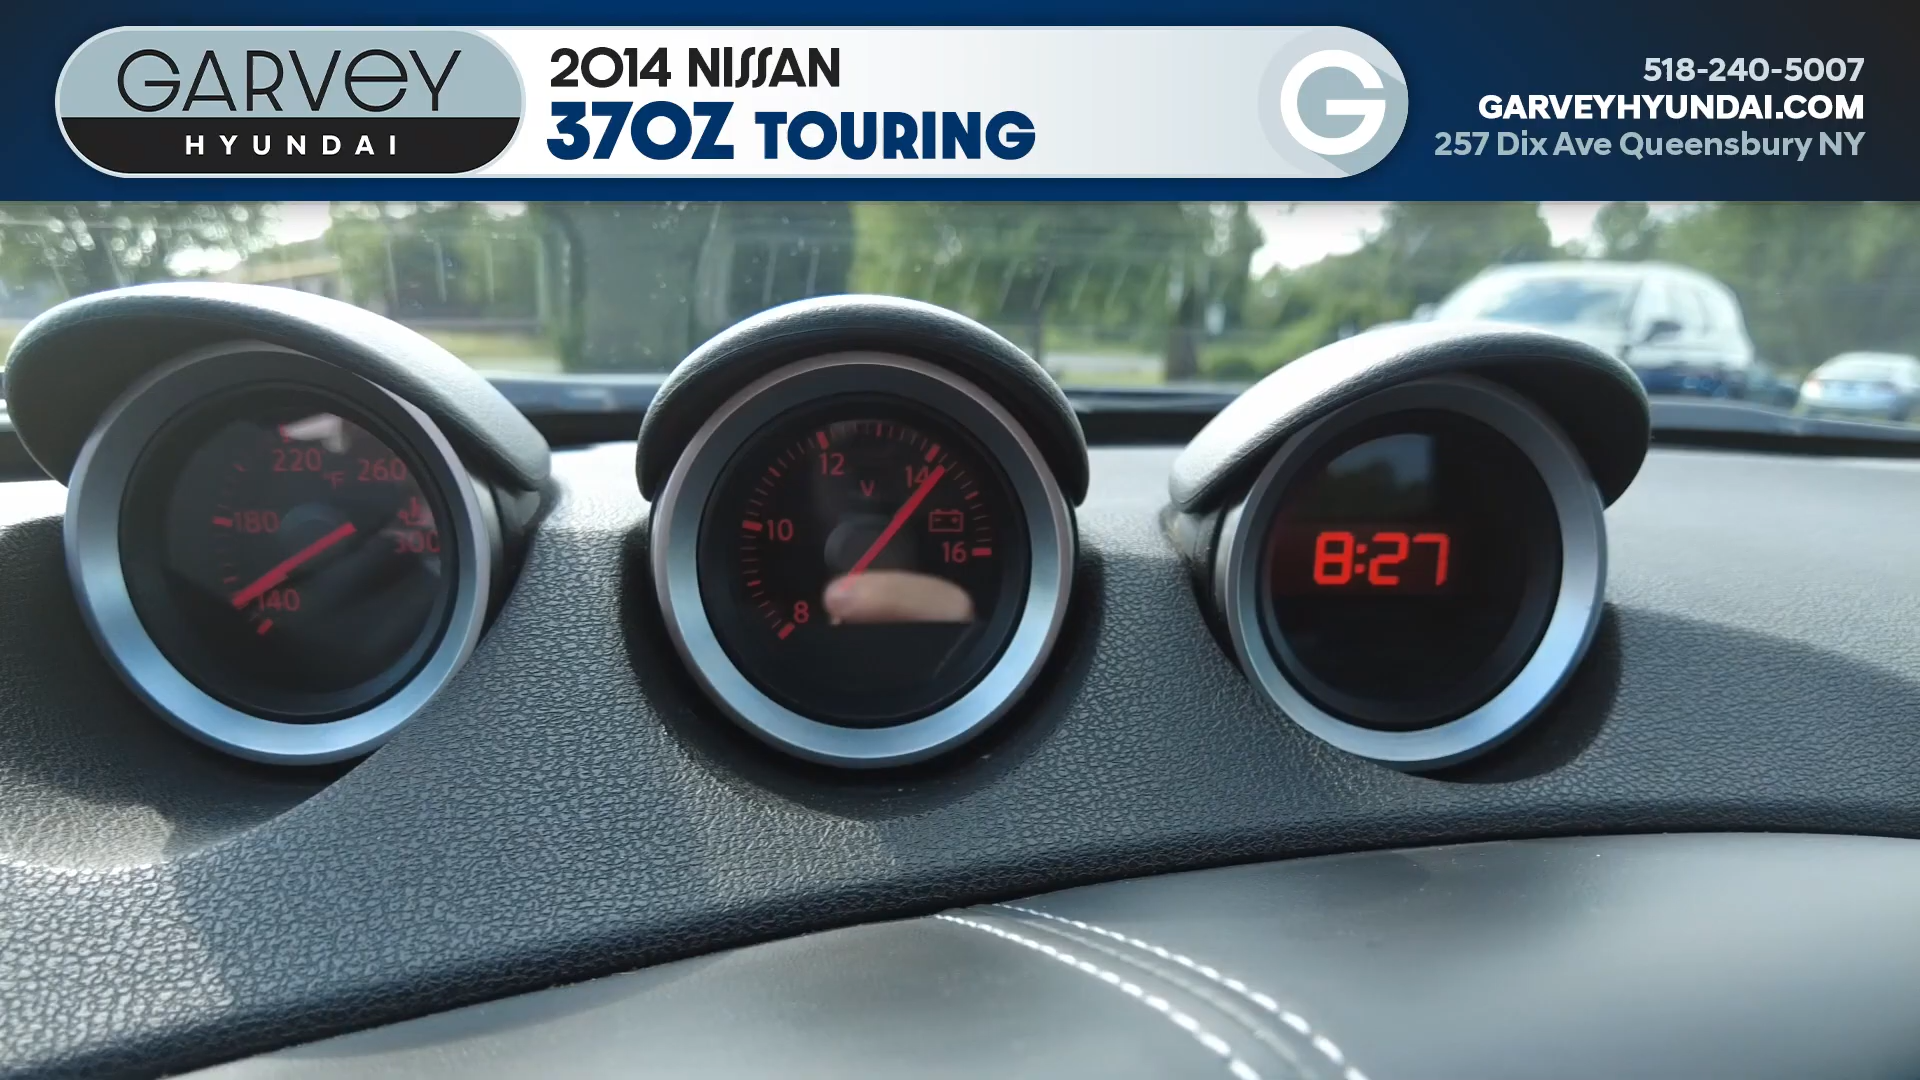 GARVEY
HYUNDAI
2014 NISSAN
370Z TOURING
G
518-240-5007
GARVEYHYUNDAI.COM
257 Dix Ave Queensbury NY
220
°F
260
180
300
140
12
14
V
10
16
8
8:27